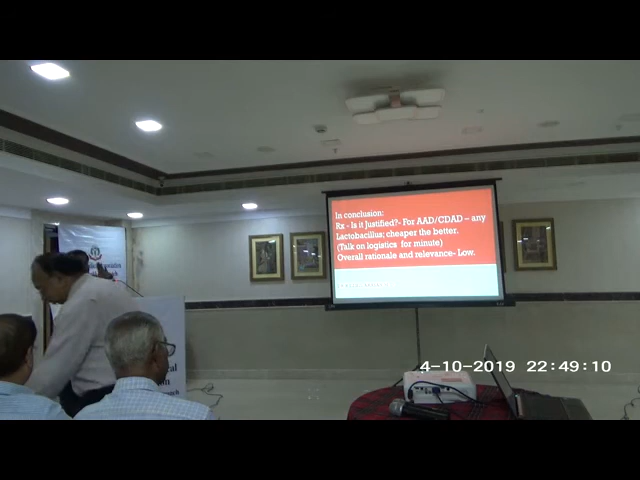 In conclusion:
Rx - Is it Justified?- For AAD/CDAD – any
Lactobacillus; cheaper the better.
(Talk on logistics for minute)
Overall rationale and relevance- Low.
4-10-2019 22:49:10